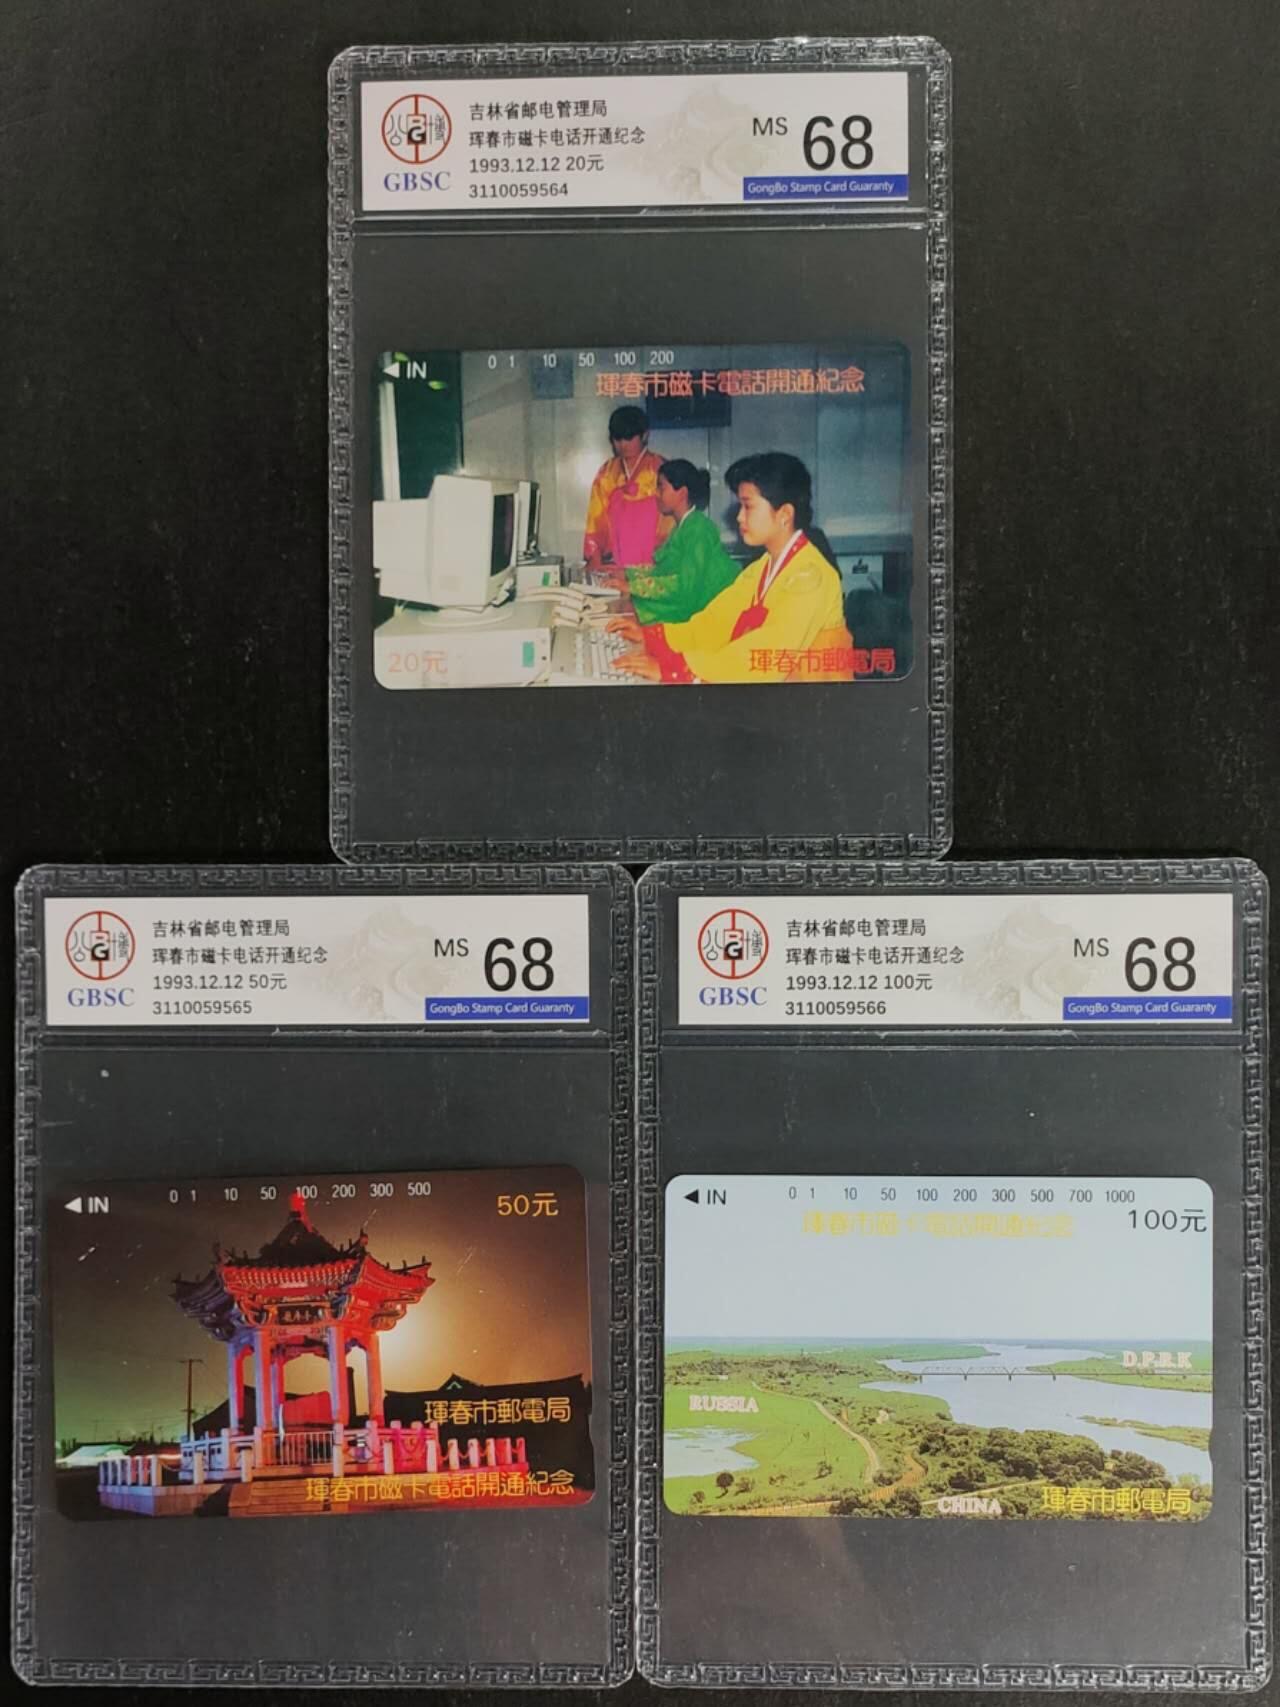 吉林省邮电管理局
珲春市磁卡电话开通纪念
1993.12.12 20元
3110059564
GBSC
MS 68
GongBo Stamp Card Guaranty
◀ IN
0 1 10 50 100 200
琿春市磁卡電話開通紀念
20元
琿春市郵電局
吉林省邮电管理局
珲春市磁卡电话开通纪念
1993.12.12 50元
3110059565
GBSC
MS 68
GongBo Stamp Card Guaranty
◀ IN
0 1 10 50 100 200 300 500
50元
琿春市郵電局
琿春市磁卡電話開通紀念
吉林省邮电管理局
珲春市磁卡电话开通纪念
1993.12.12 100元
3110059566
GBSC
MS 68
GongBo Stamp Card Guaranty
◀ IN
0 1 10 50 100 200 300 500 700 1000
琿春市磁卡電話開通紀念
100元
D.P.R.K
RUSSIA
CHINA
琿春市郵電局